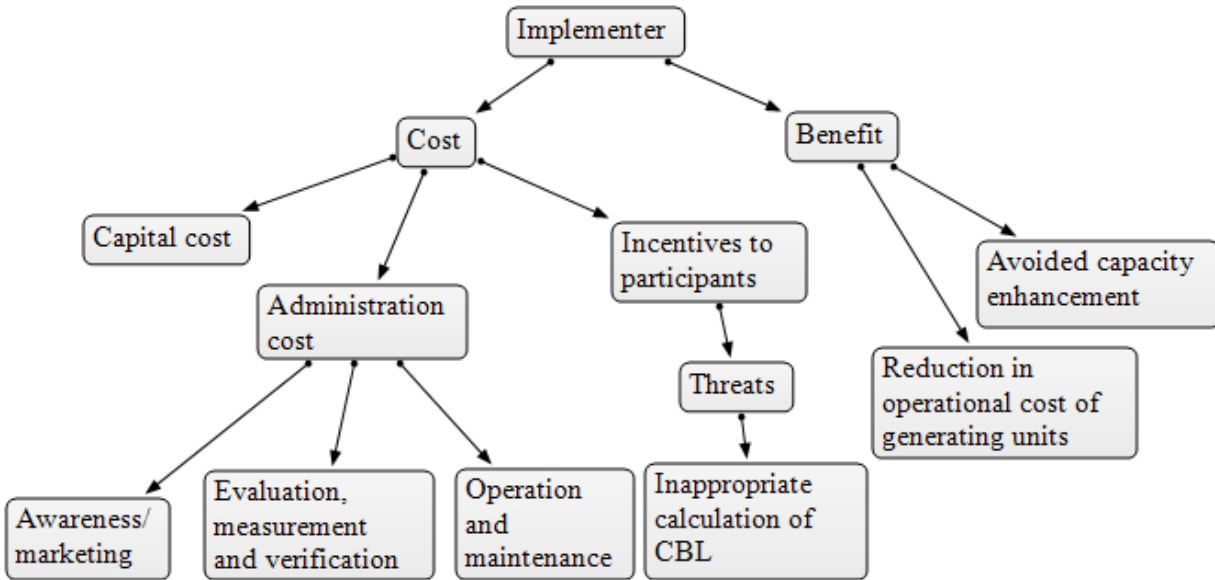 Implementer
Cost
Benefit
Capital cost
Incentives to
participants
Avoided capacity
enhancement
Administration
cost
Threats
Reduction in
operational cost of
generating units
Awareness/
marketing
Evaluation,
measurement
and verification
Operation
and
maintenance
Inappropriate
calculation of
CBL